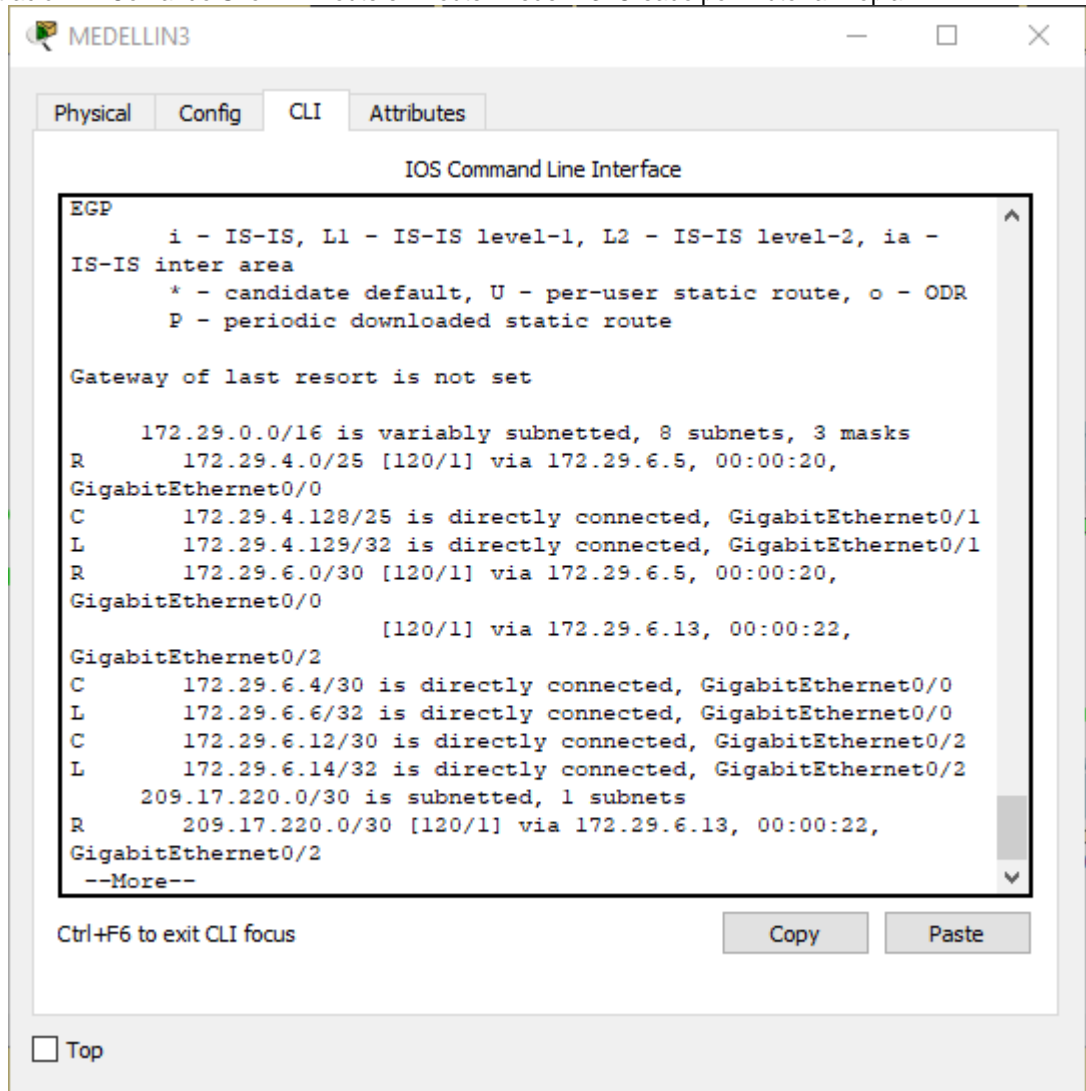 MEDELLIN3
Physical Config CLI Attributes
IOS Command Line Interface
EGP
i - IS-IS, L1 - IS-IS level-1, L2 - IS-IS level-2, ia -
IS-IS inter area
* - candidate default, U - per-user static route, o - ODR
P - periodic downloaded static route
Gateway of last resort is not set
172.29.0.0/16 is variably subnetted, 8 subnets, 3 masks
R 172.29.4.0/25 [120/1] via 172.29.6.5, 00:00:20,
GigabitEthernet0/0
C 172.29.4.128/25 is directly connected, GigabitEthernet0/1
L 172.29.4.129/32 is directly connected, GigabitEthernet0/1
R 172.29.6.0/30 [120/1] via 172.29.6.5, 00:00:20,
GigabitEthernet0/0
[120/1] via 172.29.6.13, 00:00:22,
GigabitEthernet0/2
C 172.29.6.4/30 is directly connected, GigabitEthernet0/0
L 172.29.6.6/32 is directly connected, GigabitEthernet0/0
C 172.29.6.12/30 is directly connected, GigabitEthernet0/2
L 172.29.6.14/32 is directly connected, GigabitEthernet0/2
209.17.220.0/30 is subnetted, 1 subnets
R 209.17.220.0/30 [120/1] via 172.29.6.13, 00:00:22,
GigabitEthernet0/2
--More--
Ctrl+F6 to exit CLI focus
Copy Paste
Top